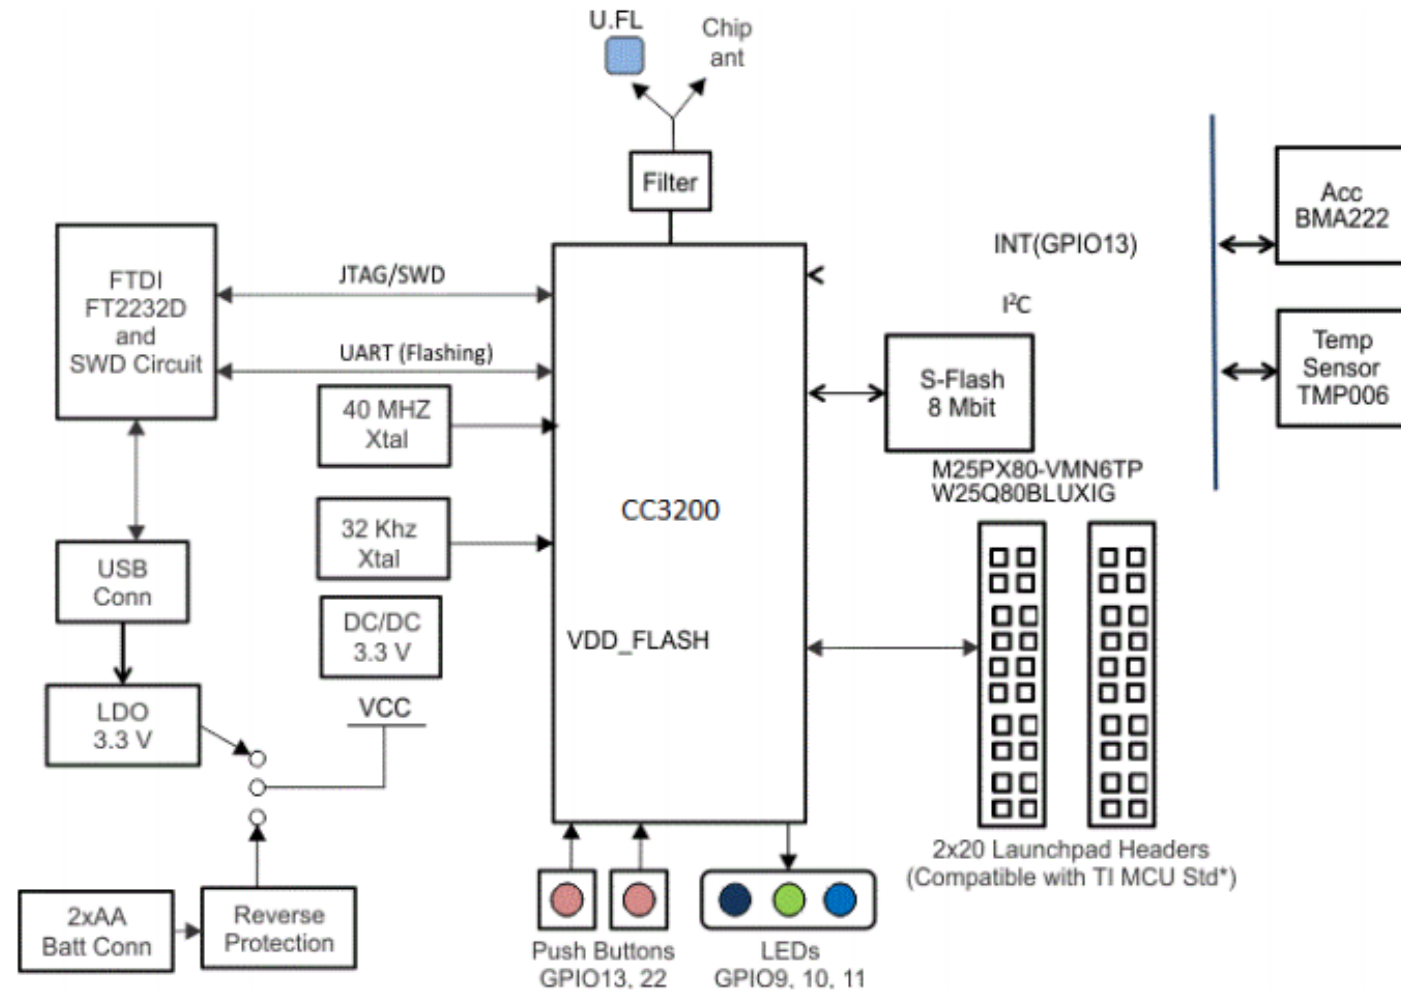 U.FL
Chip
ant
Filter
INT(GPIO13)
Acc
BMA222
FTDI
FT2232D
and
SWD Circuit
JTAG/SWD
I²C
UART (Flashing)
Temp
Sensor
TMP006
S-Flash
8 Mbit
40 MHZ
Xtal
M25PX80-VMN6TP
W25Q80BLUXIG
CC3200
32 Khz
Xtal
USB
Conn
DC/DC
3.3 V
VDD_FLASH
LDO
3.3 V
VCC
2x20 Launchpad Headers
(Compatible with TI MCU Std*)
2xAA
Batt Conn
Reverse
Protection
Push Buttons
GPIO13, 22
LEDs
GPIO9, 10, 11